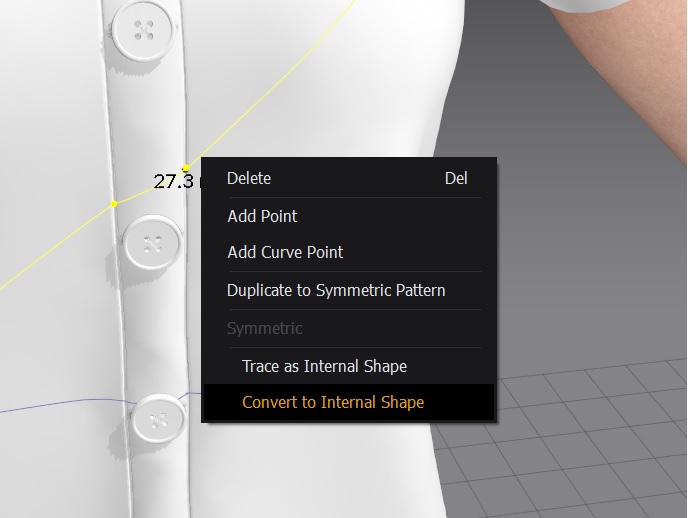 27.3
Delete Del
Add Point
Add Curve Point
Duplicate to Symmetric Pattern
Symmetric
Trace as Internal Shape
Convert to Internal Shape